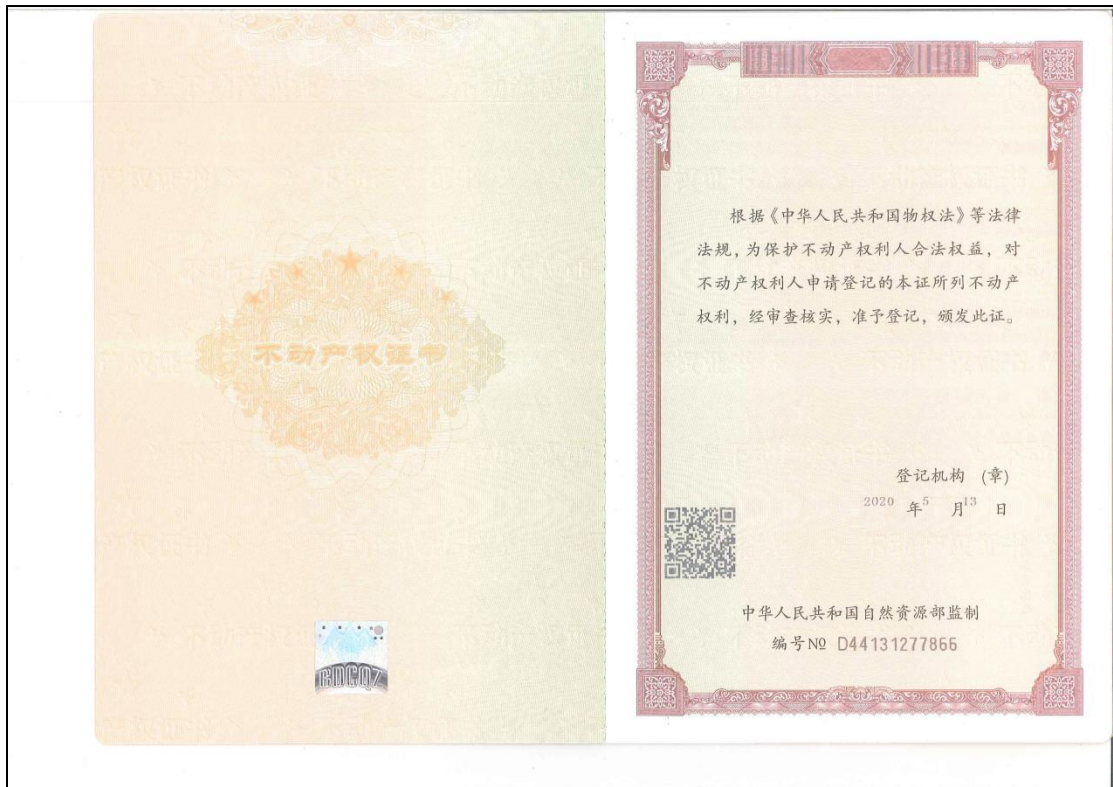 不动产权证书
BDCQZ
根据《中华人民共和国物权法》等法律
法规，为保护不动产权利人合法权益，对
不动产权利人申请登记的本证所列不动产
权利，经审查核实，准予登记，颁发此证。
登记机构 (章)
2020 年 5 月 13 日
中华人民共和国自然资源部监制
编号№ D44131277866